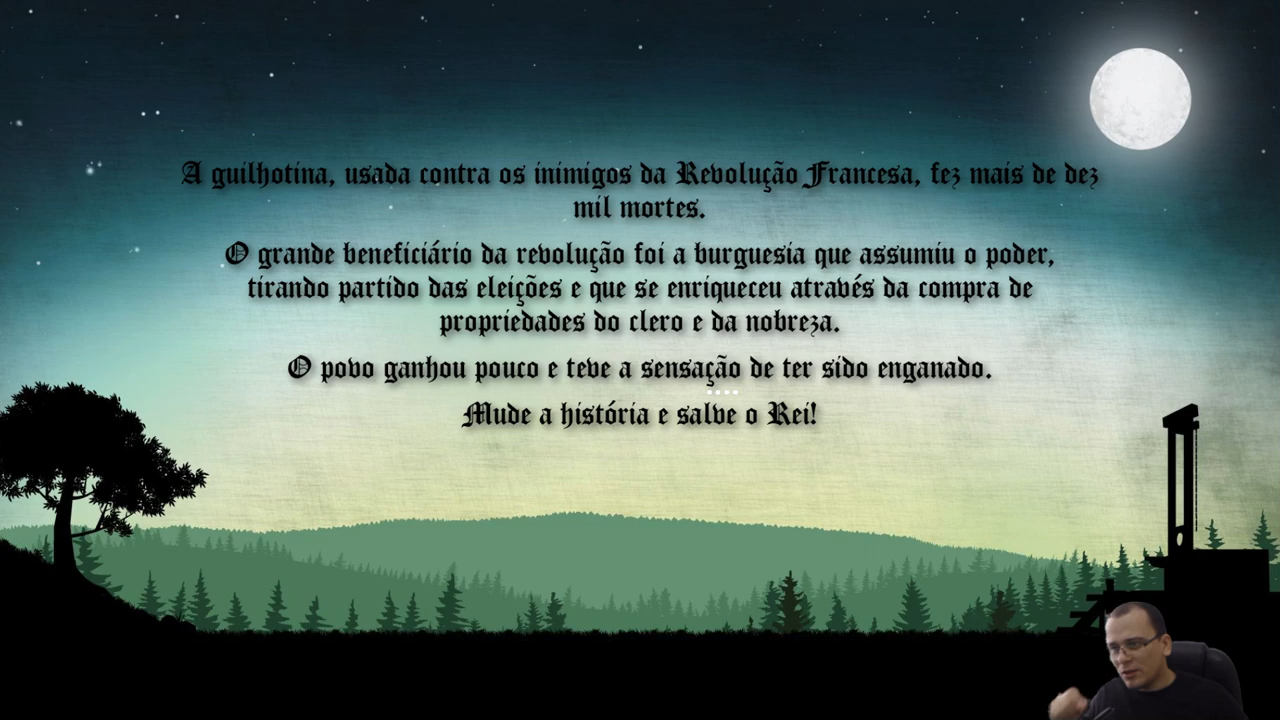 A guilhotina, usada contra os inimigos da Revolução Francesa, fez mais de dez
mil mortes.
O grande beneficiário da revolução foi a burguesia que assumiu o poder,
tirando partido das eleições e que se enriqueceu através da compra de
propriedades do clero e da nobreza.
O povo ganhou pouco e teve a sensação de ter sido enganado.
Mude a história e salve o Rei!